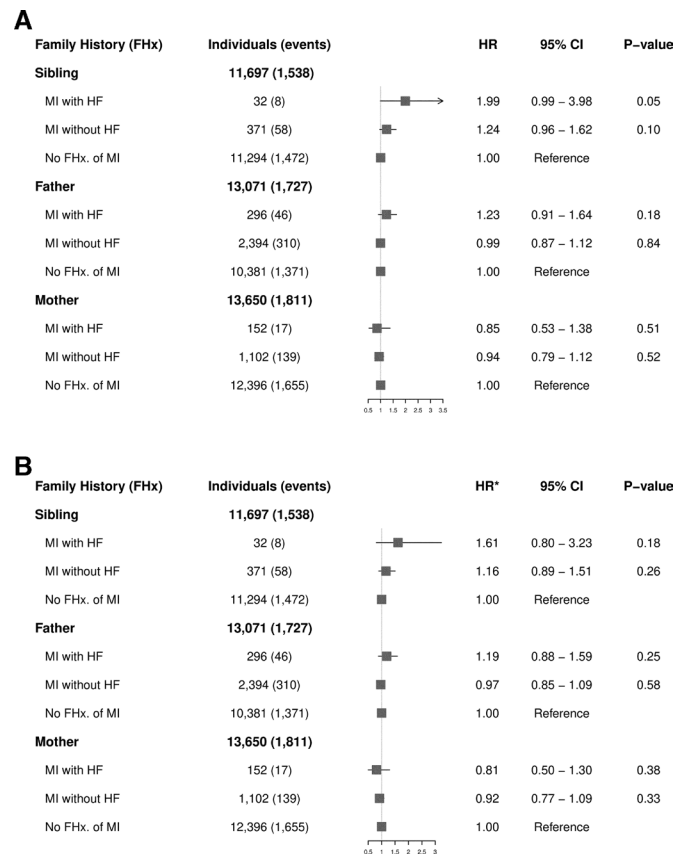 A
Family History (FHx) Individuals (events) HR 95% CI P−value
Sibling 11,697 (1,538)
MI with HF 32 (8) 1.99 0.99 − 3.98 0.05
MI without HF 371 (58) 1.24 0.96 − 1.62 0.10
No FHx. of MI 11,294 (1,472) 1.00 Reference
Father 13,071 (1,727)
MI with HF 296 (46) 1.23 0.91 − 1.64 0.18
MI without HF 2,394 (310) 0.99 0.87 − 1.12 0.84
No FHx. of MI 10,381 (1,371) 1.00 Reference
Mother 13,650 (1,811)
MI with HF 152 (17) 0.85 0.53 − 1.38 0.51
MI without HF 1,102 (139) 0.94 0.79 − 1.12 0.52
No FHx. of MI 12,396 (1,655) 1.00 Reference
0.5 1 1.5 2 2.5 3 3.5
B
Family History (FHx) Individuals (events) HR* 95% CI P−value
Sibling 11,697 (1,538)
MI with HF 32 (8) 1.61 0.80 − 3.23 0.18
MI without HF 371 (58) 1.16 0.89 − 1.51 0.26
No FHx. of MI 11,294 (1,472) 1.00 Reference
Father 13,071 (1,727)
MI with HF 296 (46) 1.19 0.88 − 1.59 0.25
MI without HF 2,394 (310) 0.97 0.85 − 1.09 0.58
No FHx. of MI 10,381 (1,371) 1.00 Reference
Mother 13,650 (1,811)
MI with HF 152 (17) 0.81 0.50 − 1.30 0.38
MI without HF 1,102 (139) 0.92 0.77 − 1.09 0.33
No FHx. of MI 12,396 (1,655) 1.00 Reference
0.5 1 1.5 2 2.5 3